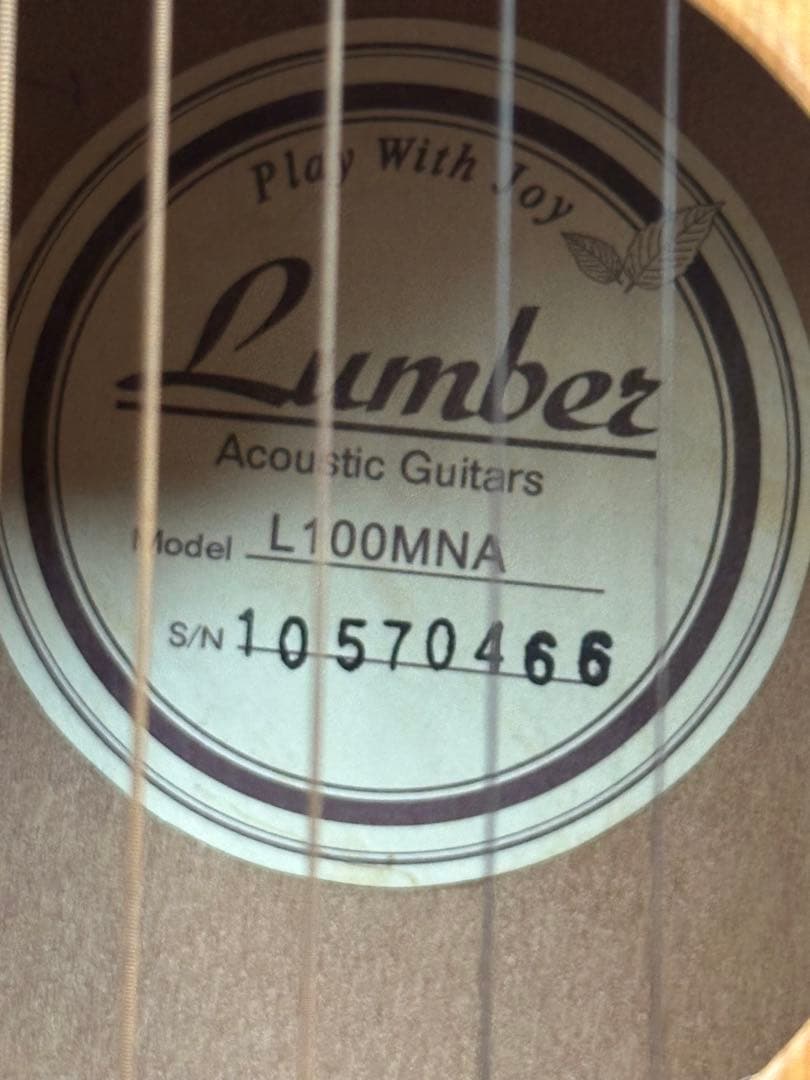 Play With Joy
Lumber
Acoustic Guitars
Model L100MNA
S/N 10570466